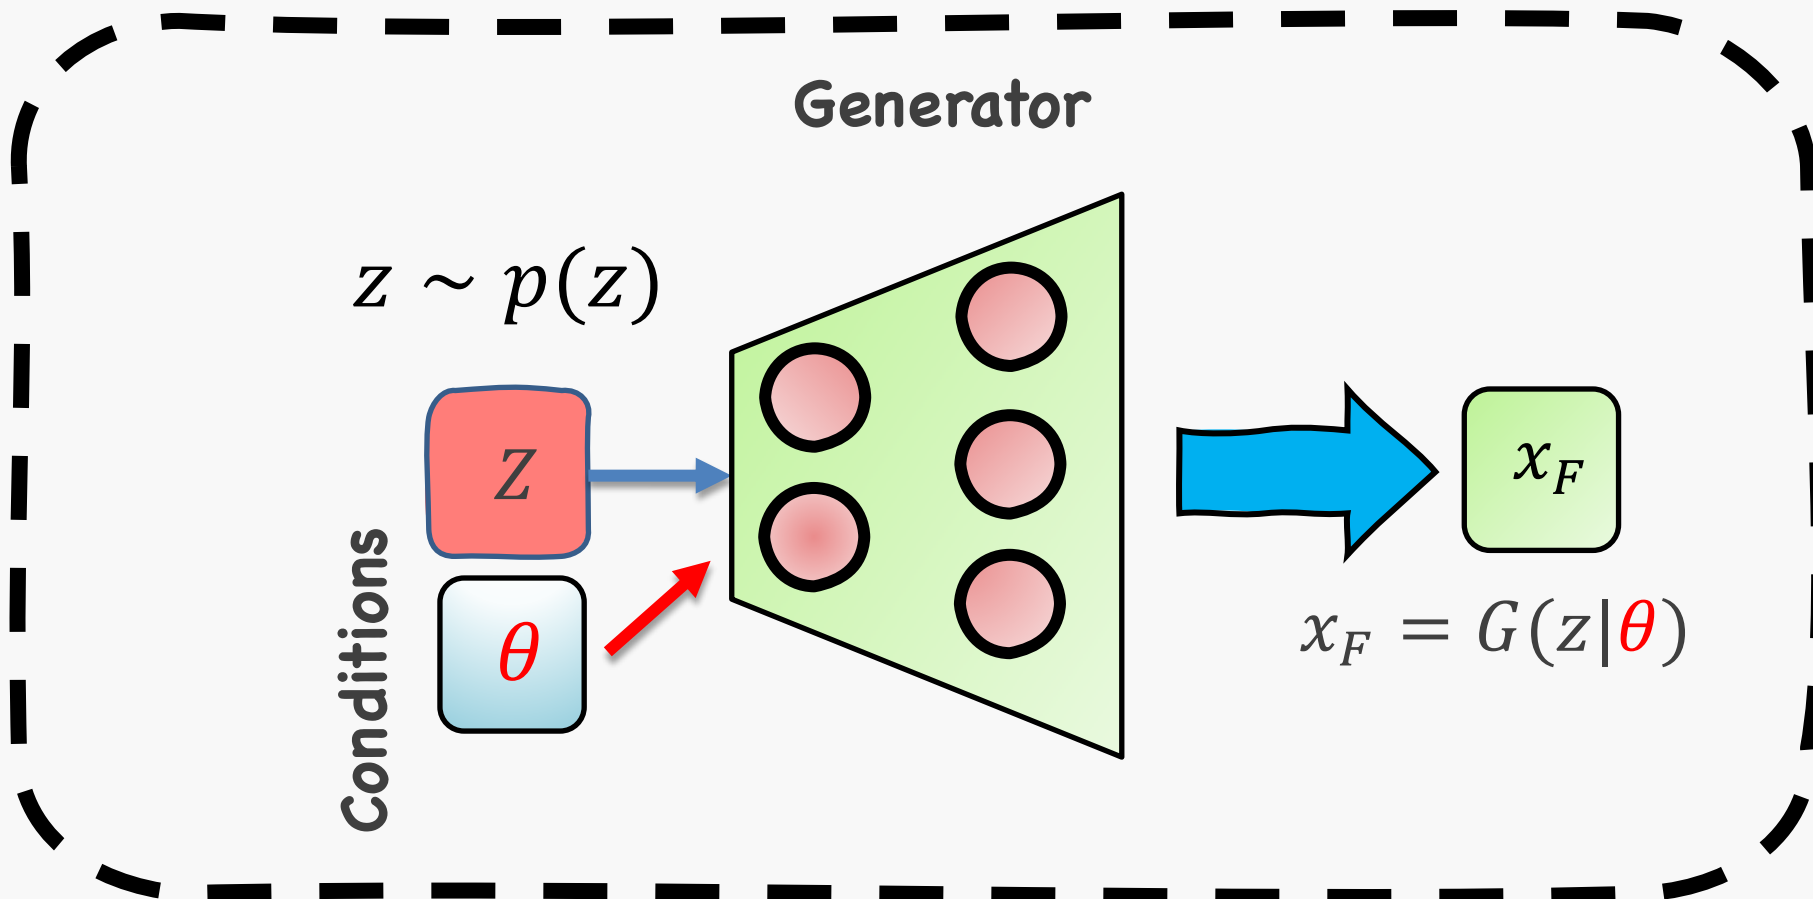 Generator
z ~ p(z)
Z
θ
Conditions
x_F
x_F = G(z|θ)